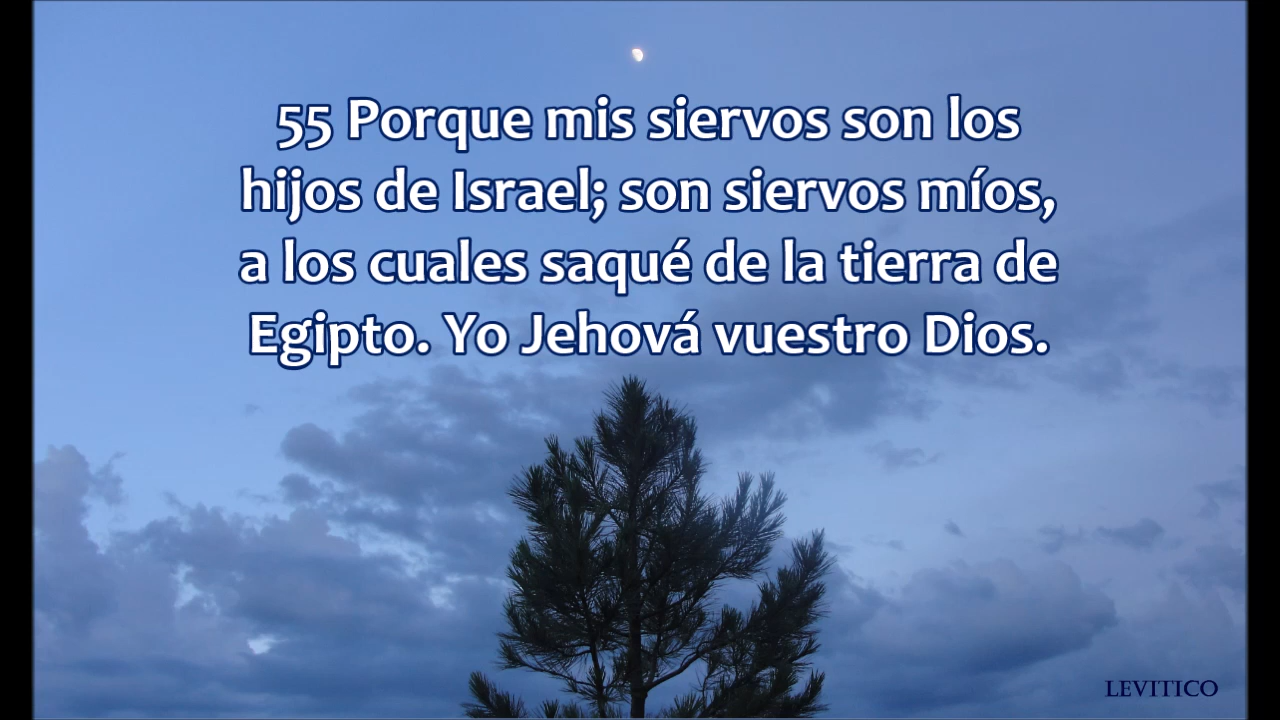 55 Porque mis siervos son los
hijos de Israel; son siervos míos,
a los cuales saqué de la tierra de
Egipto. Yo Jehová vuestro Dios.
LEVITICO